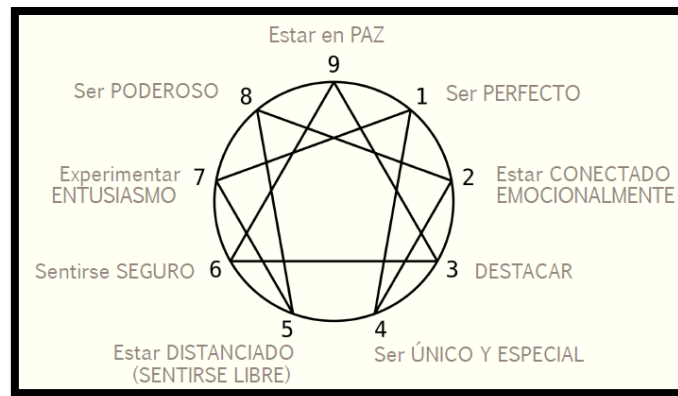 Estar en PAZ
9
Ser PODEROSO 8
1 Ser PERFECTO
Experimentar
ENTUSIASMO
7
2
Estar CONECTADO
EMOCIONALMENTE
Sentirse SEGURO 6
3 DESTACAR
5
4
Estar DISTANCIADO
(SENTIRSE LIBRE)
Ser ÚNICO Y ESPECIAL